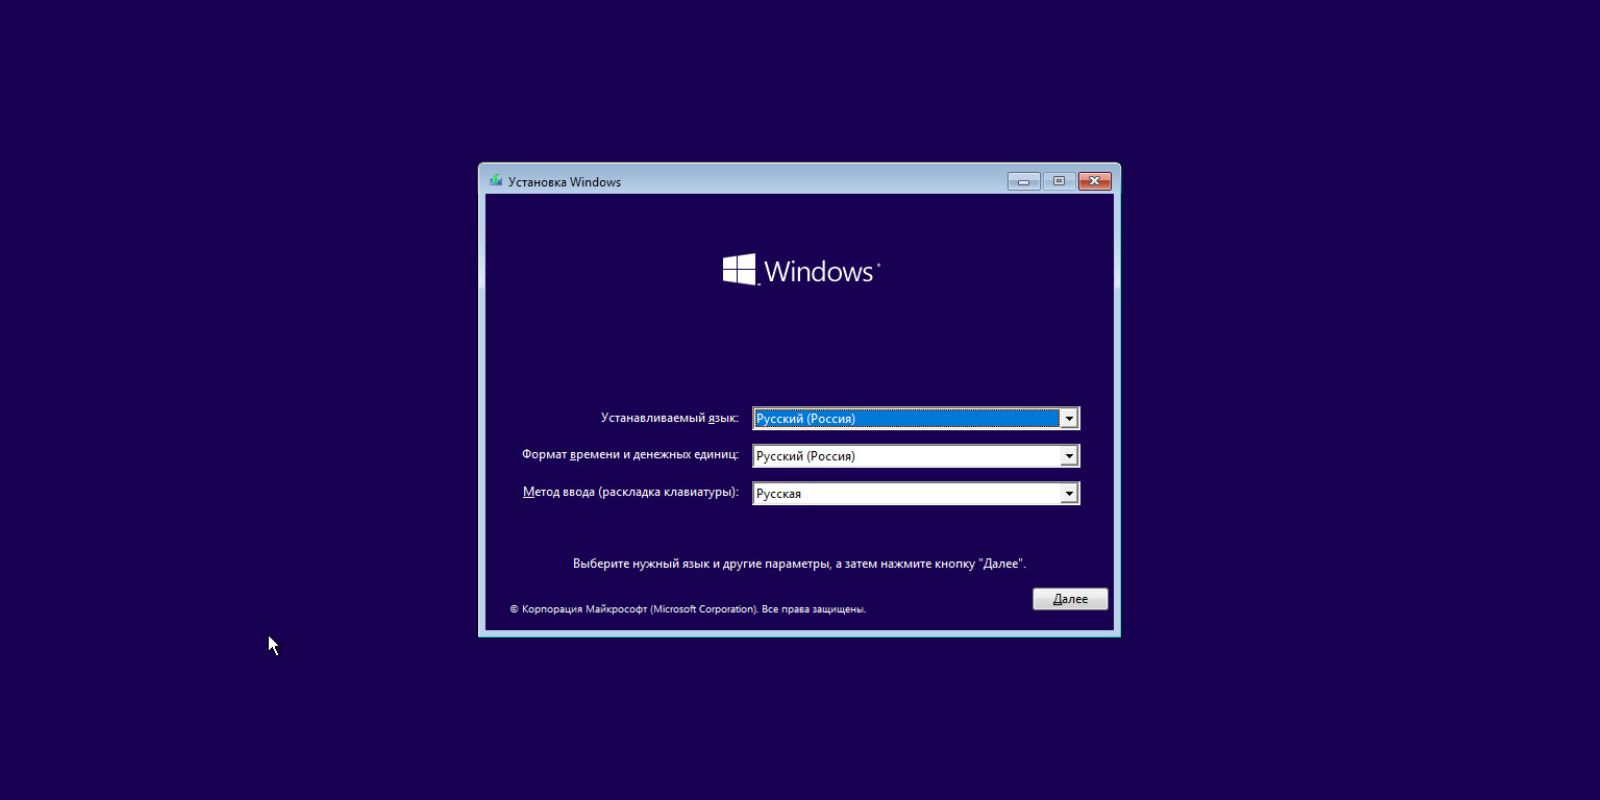 Установка Windows
Windows
Устанавливаемый язык: Русский (Россия)
Формат времени и денежных единиц: Русский (Россия)
Метод ввода (раскладка клавиатуры): Русская
Выберите нужный язык и другие параметры, а затем нажмите кнопку "Далее".
Далее
© Корпорация Майкрософт (Microsoft Corporation). Все права защищены.